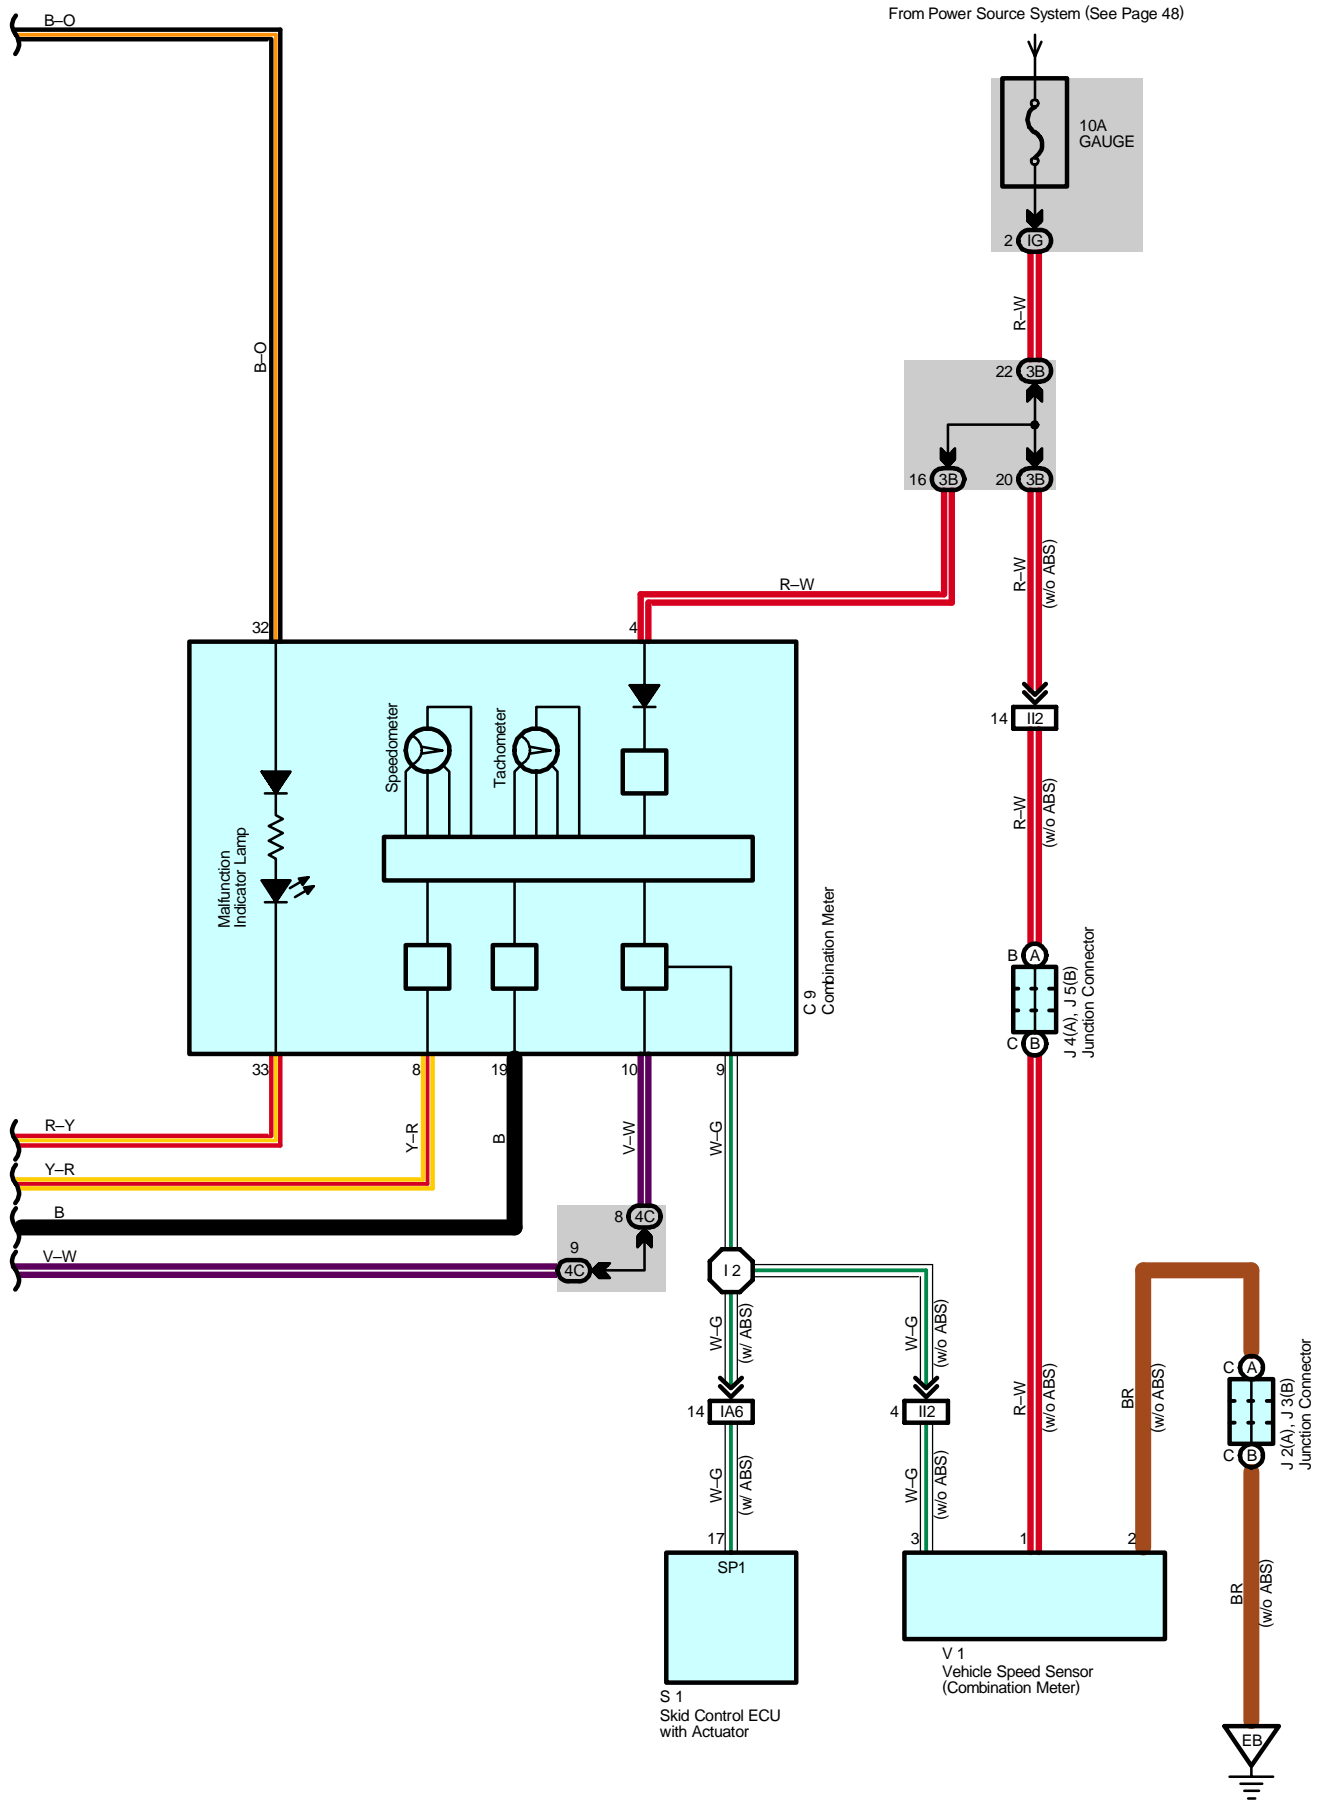 From Power Source System (See Page 48)
B–O
10A
GAUGE
2 IG
R–W
B–O
22 3B
16 3B
20 3B
R–W
(w/o ABS)
R–W
32
4
14 II2
R–W
(w/o ABS)
Speedometer
Tachometer
Malfunction
Indicator Lamp
C 9
Combination Meter
B A
J 4(A), J 5(B)
Junction Connector
C B
33
8
19
10
9
R–Y
Y–R
B
V–W
W–G
Y–R
B
8 4C
V–W
9
4C
I 2
W–G
(w/ ABS)
W–G
(w/o ABS)
R–W
(w/o ABS)
BR
(w/o ABS)
C A
J 2(A), J 3(B)
Junction Connector
C B
14 IA6
4 II2
W–G
(w/ ABS)
W–G
(w/o ABS)
17
3
1
2
SP1
BR
(w/o ABS)
V 1
Vehicle Speed Sensor
(Combination Meter)
S 1
Skid Control ECU
with Actuator
EB